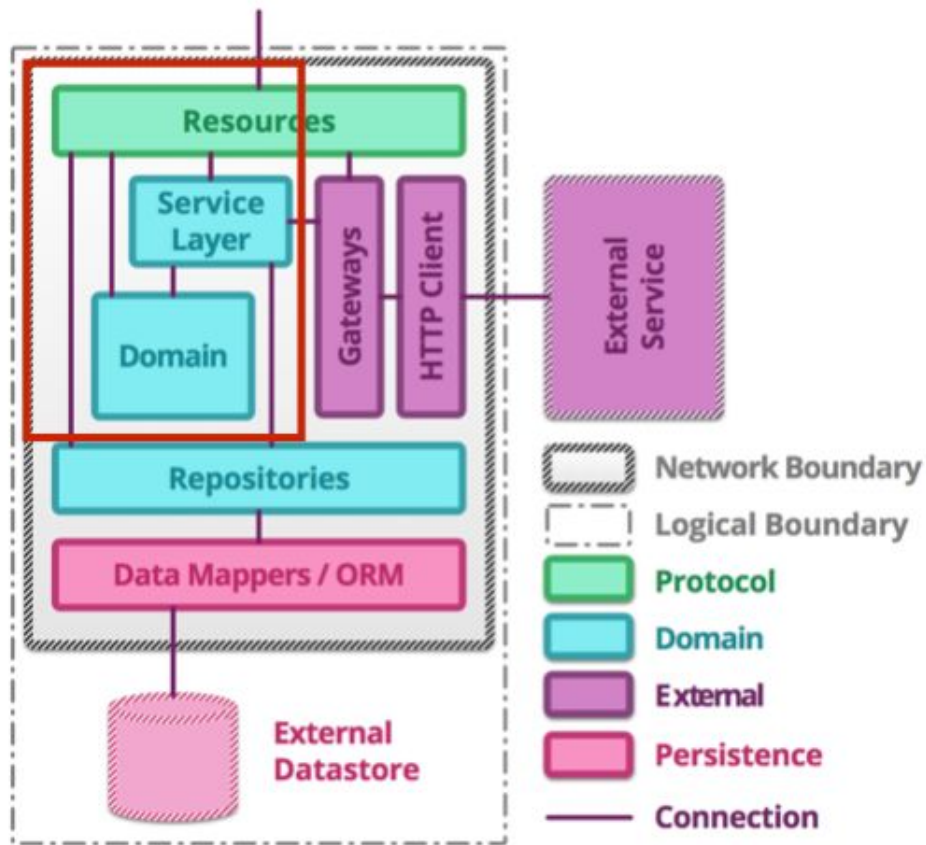 Resources
Service
Layer
Domain
Gateways
HTTP Client
External
Service
Repositories
Data Mappers / ORM
External
Datastore
Network Boundary
Logical Boundary
Protocol
Domain
External
Persistence
Connection